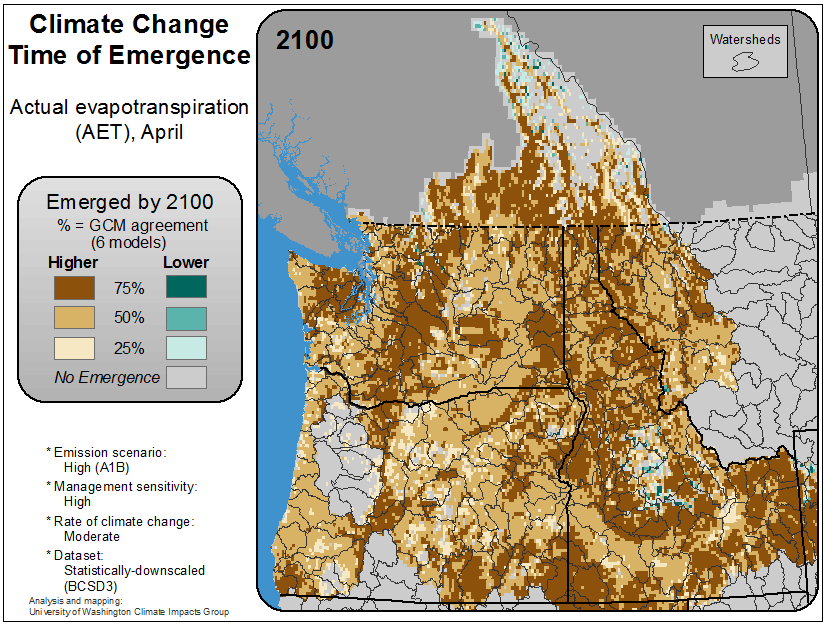 Climate Change
Time of Emergence
Actual evapotranspiration
(AET), April
Emerged by 2100
% = GCM agreement
(6 models)
Higher Lower
75%
50%
25%
No Emergence
* Emission scenario:
High (A1B)
* Management sensitivity:
High
* Rate of climate change:
Moderate
* Dataset:
Statistically-downscaled
(BCSD3)
Analysis and mapping:
University of Washington Climate Impacts Group
2100
Watersheds